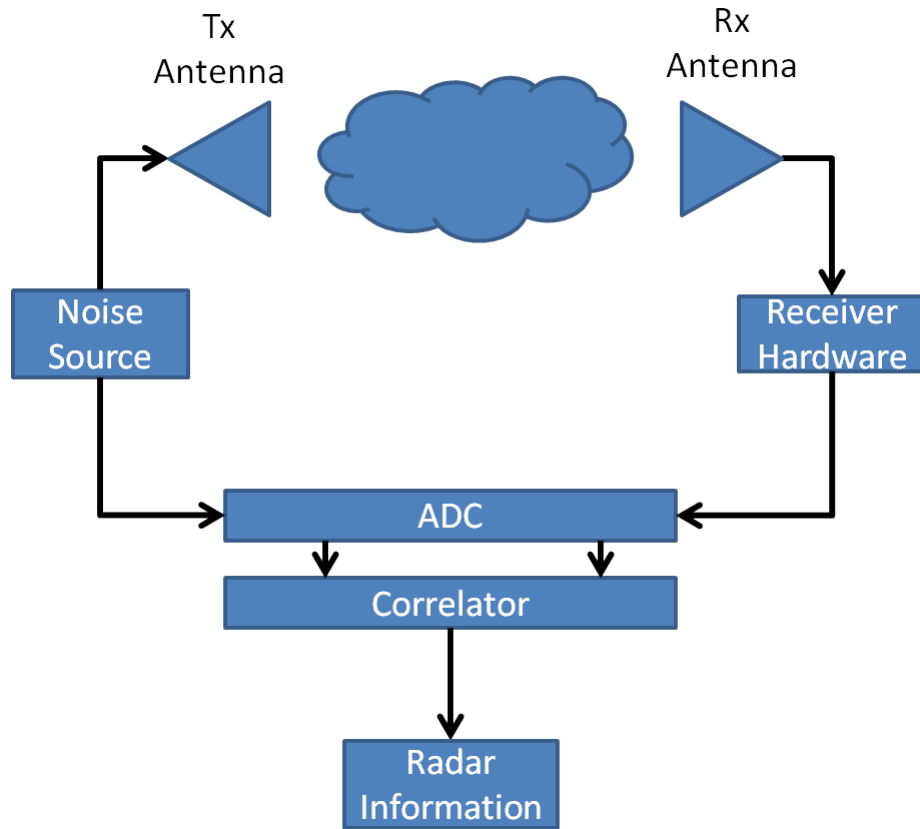 Tx
Antenna
Rx
Antenna
Noise
Source
Receiver
Hardware
ADC
Correlator
Radar
Information